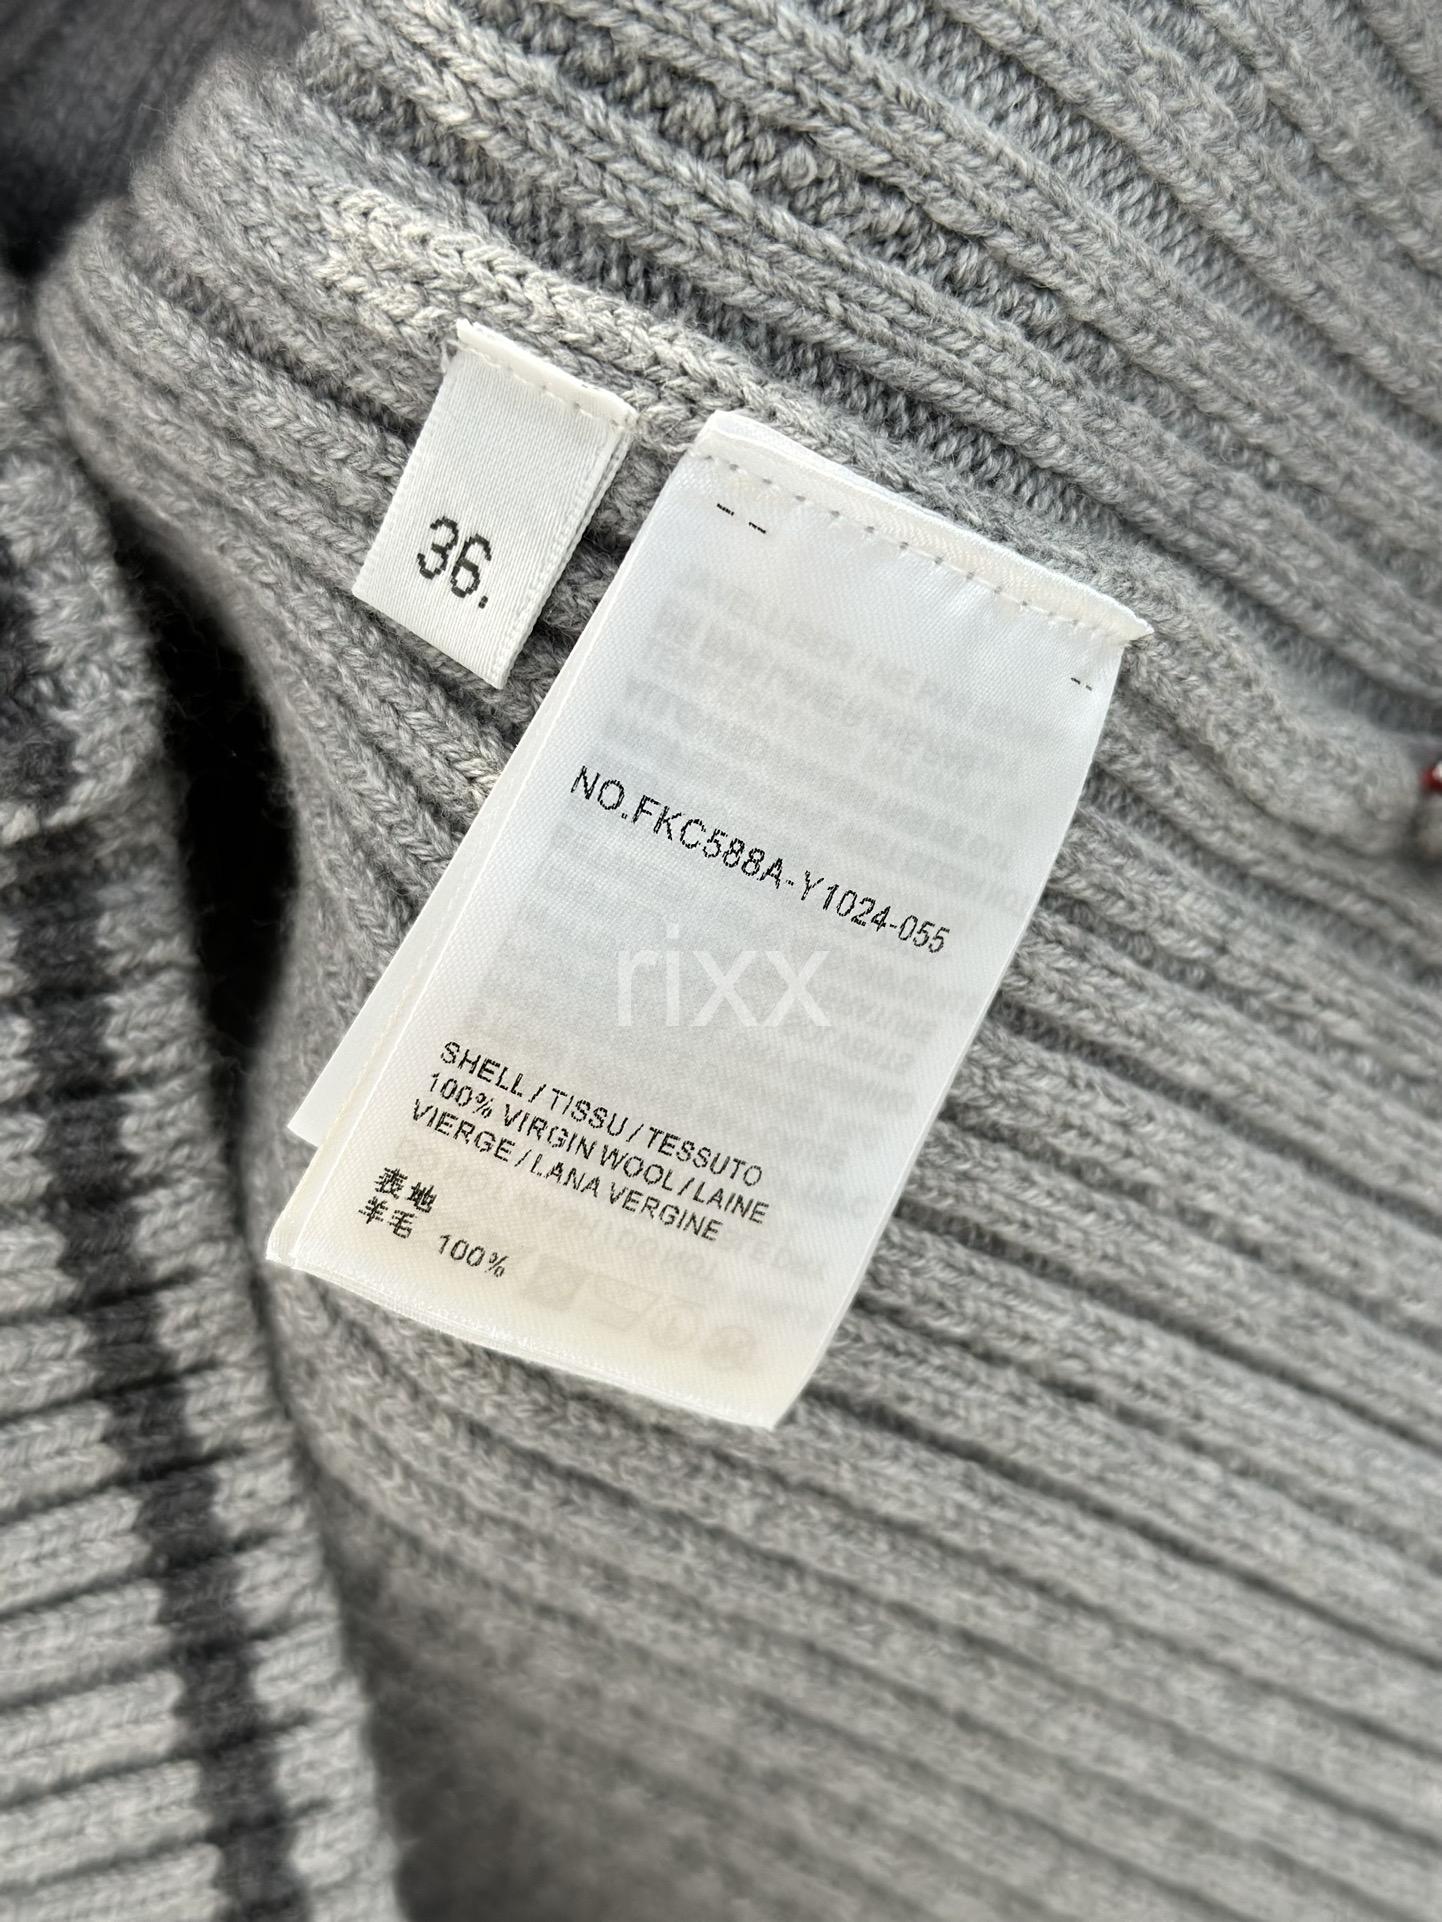 36.
NO.FKC588A-Y1024-055
rixx
SHELL / TISSU / TESSUTO
100% VIRGIN WOOL / LAINE
VIERGE / LANA VERGINE
表地
羊毛 100%